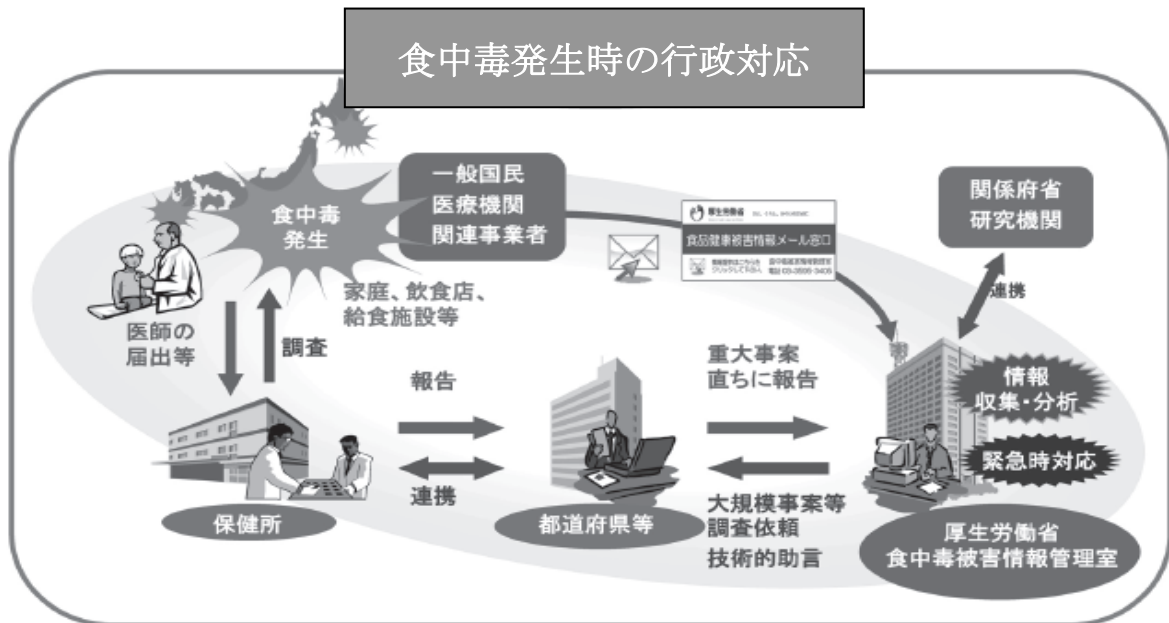 食中毒発生時の行政対応
食中毒
発生
一般国民
医療機関
関連事業者
厚生労働省
食品健康被害情報メール窓口
関係府省
研究機関
連携
家庭、飲食店、
給食施設等
医師の
届出等
調査
報告
連携
重大事案
直ちに報告
大規模事案等
調査依頼
技術的助言
情報
収集・分析
緊急時対応
保健所
都道府県等
厚生労働省
食中毒被害情報管理室